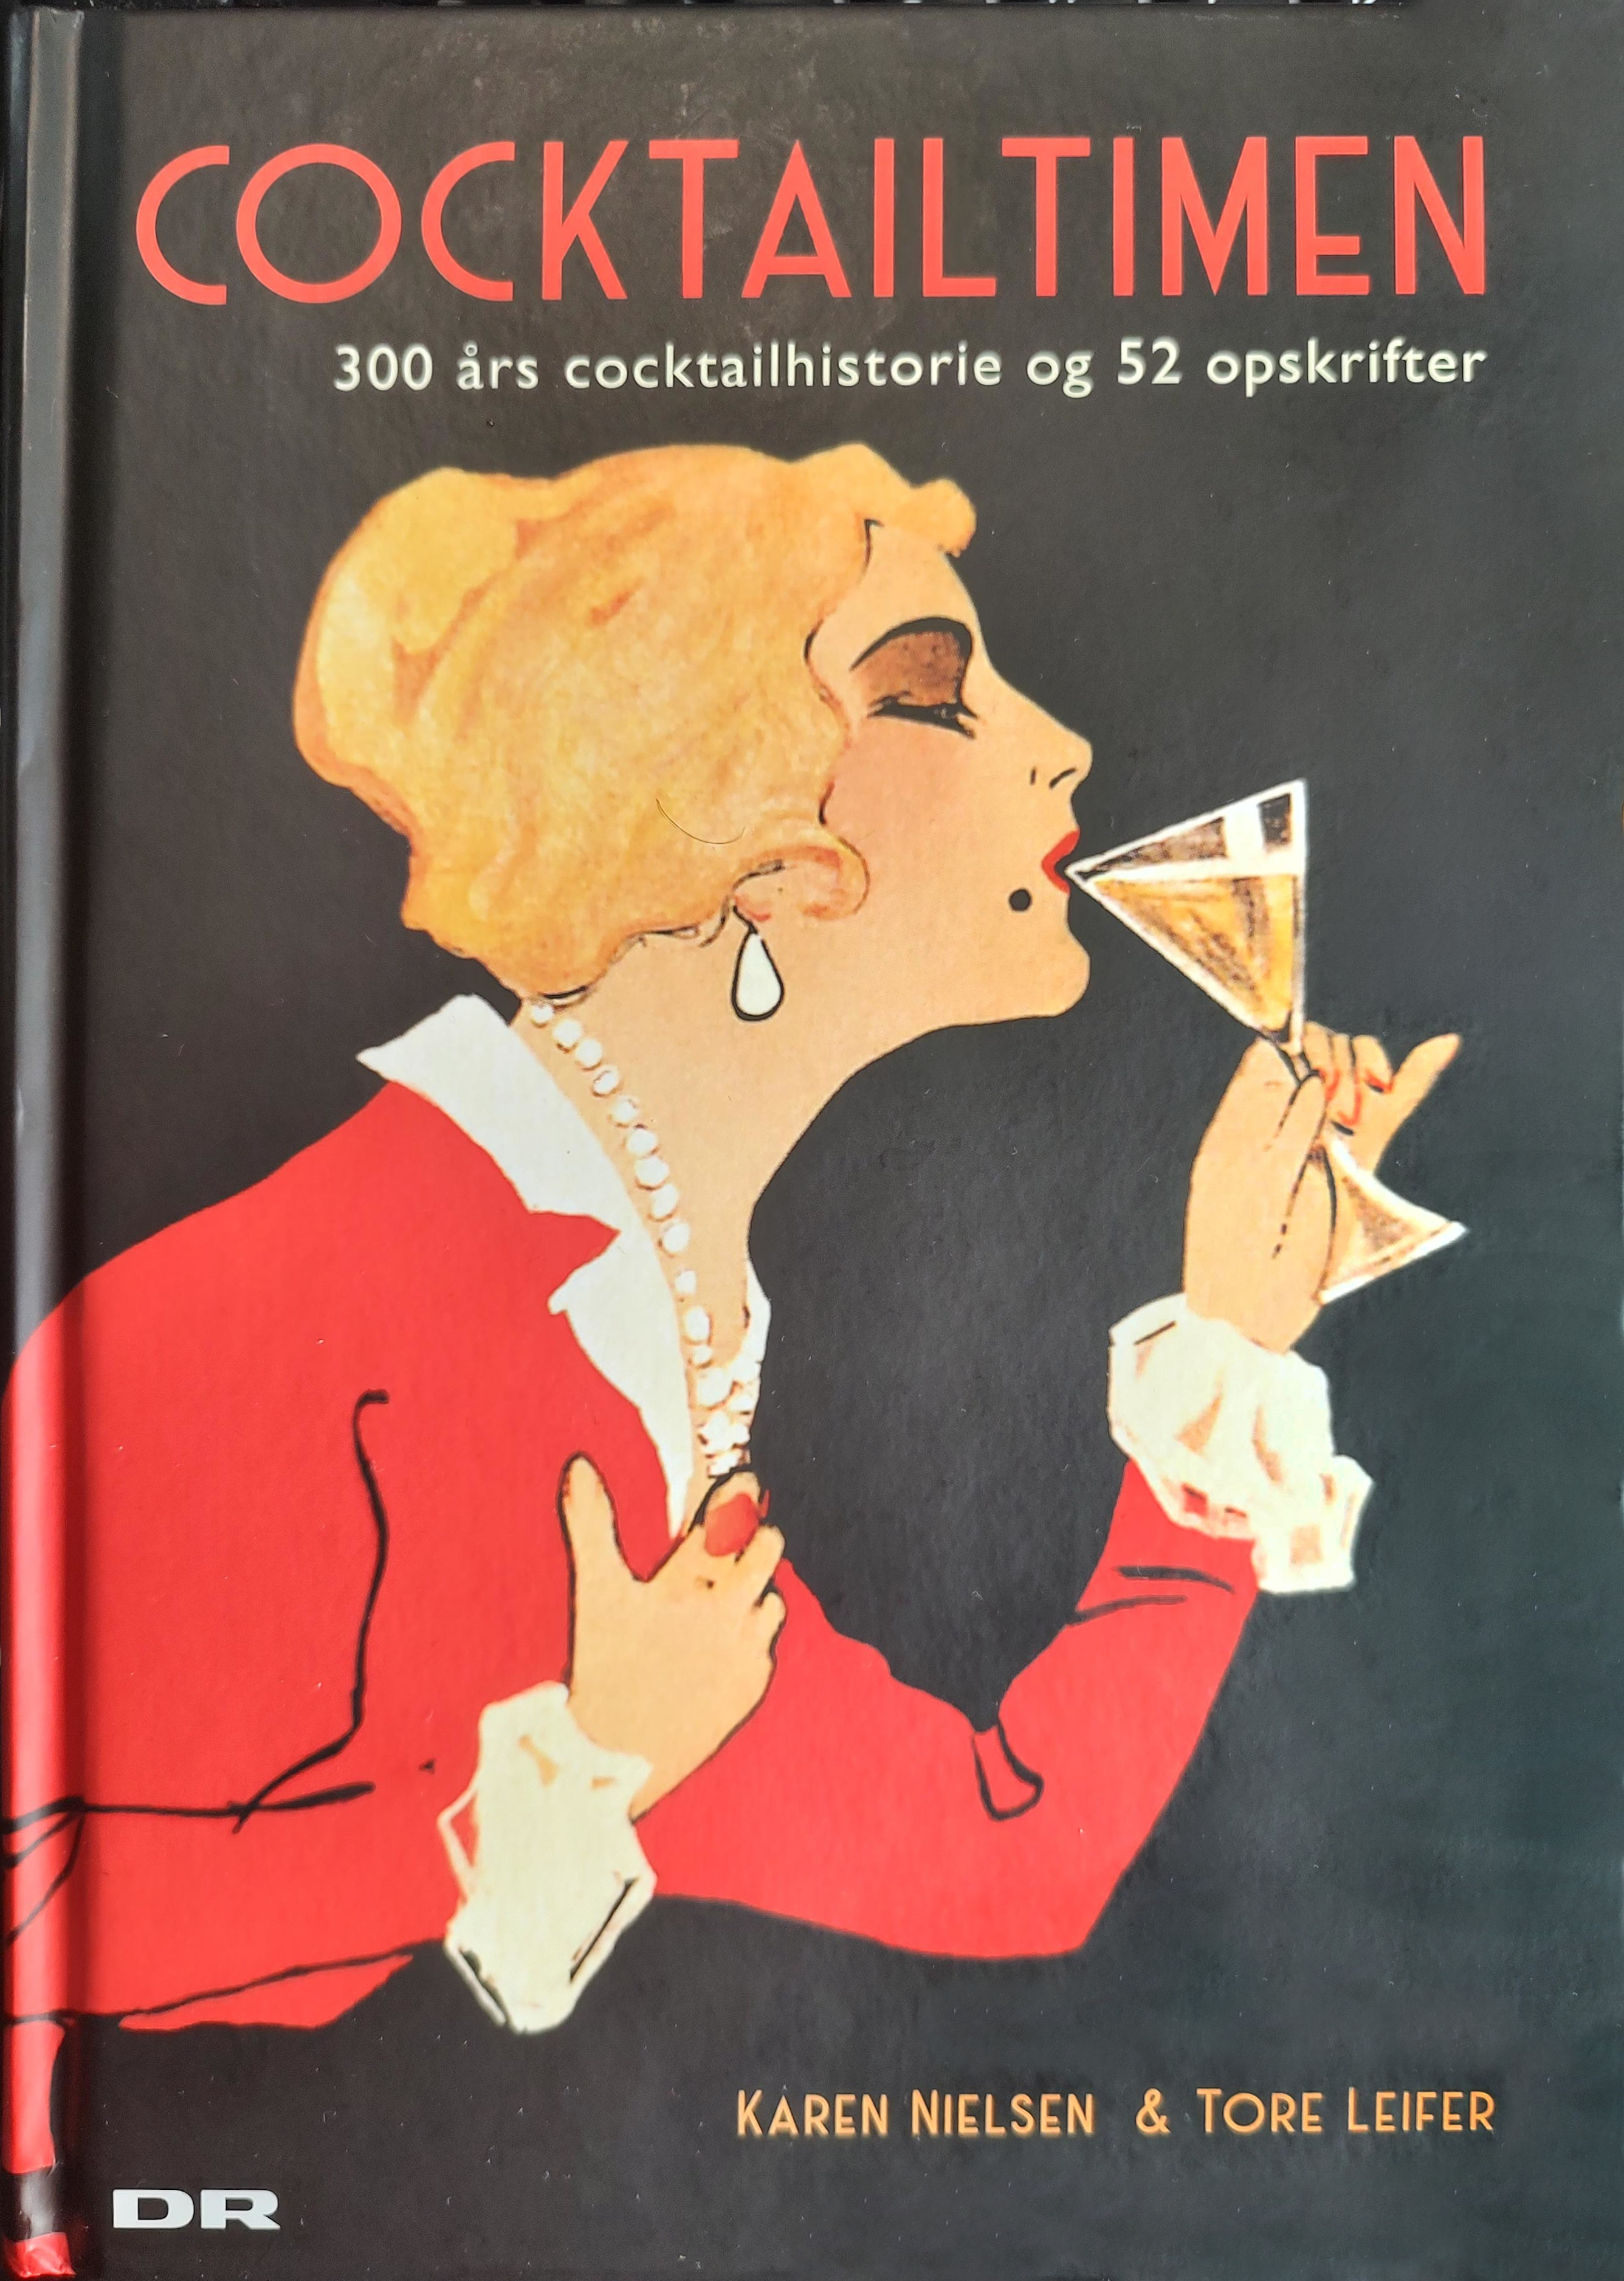 COCKTAILTIMEN
300 års cocktailhistorie og 52 opskrifter
KAREN NIELSEN & TORE LEIFER
DR